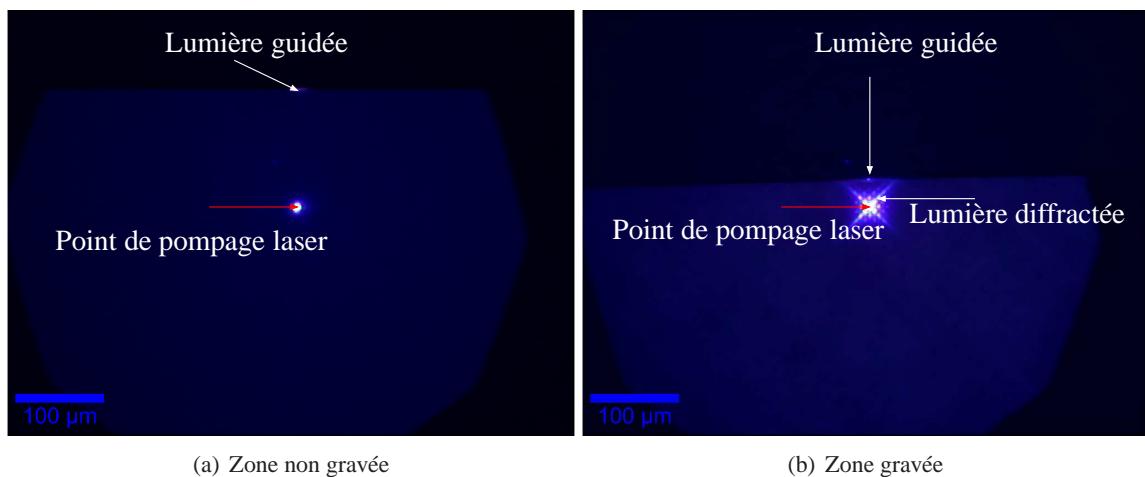 Lumière guidée
Point de pompage laser
100 µm
(a) Zone non gravée
Lumière guidée
Lumière diffractée
Point de pompage laser
100 µm
(b) Zone gravée